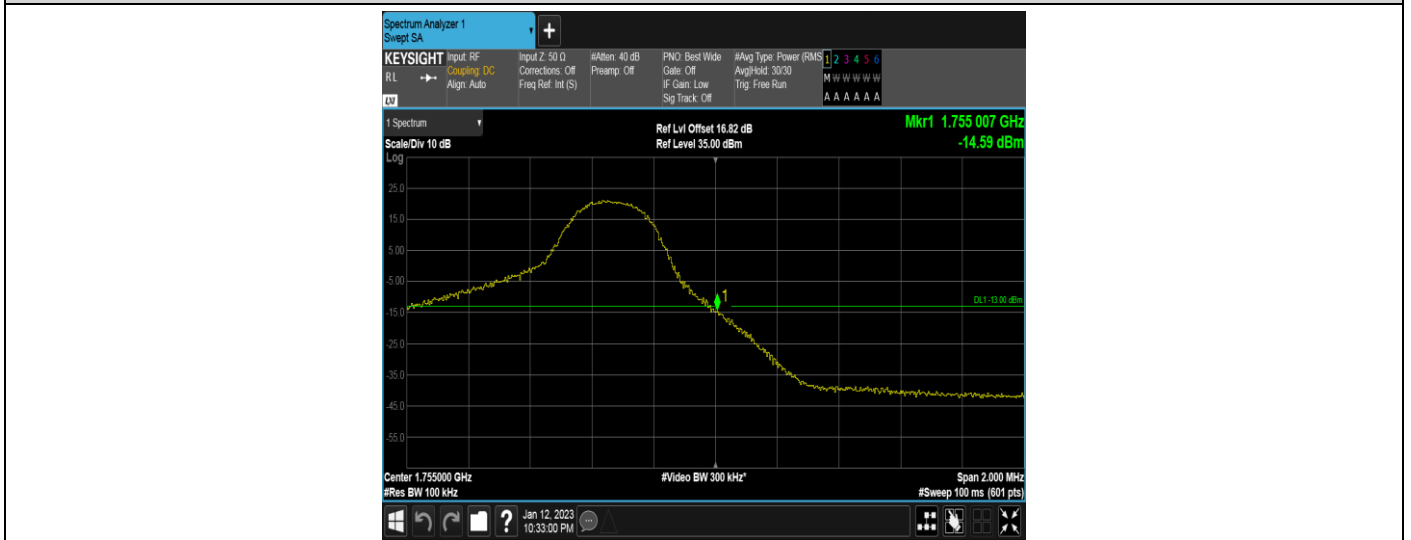 Spectrum Analyzer 1
Swept SA
+
KEYSIGHT
RL
LXI
Input: RF
Coupling: DC
Align: Auto
Input Z: 50 Ω
Corrections: Off
Freq Ref: Int (S)
#Atten: 40 dB
Preamp: Off
PNO: Best Wide
Gate: Off
IF Gain: Low
Sig Track: Off
#Avg Type: Power (RMS
Avg|Hold: 30/30
Trig: Free Run
1 2 3 4 5 6
M W W W W W
A A A A A A
1 Spectrum
Scale/Div 10 dB
Ref Lvl Offset 16.82 dB
Ref Level 35.00 dBm
Mkr1 1.755 007 GHz
-14.59 dBm
Log
25.0
15.0
5.00
-5.00
-15.0
-25.0
-35.0
-45.0
-55.0
1
DL1 -13.00 dBm
Center 1.755000 GHz
#Res BW 100 kHz
#Video BW 300 kHz*
Span 2.000 MHz
#Sweep 100 ms (601 pts)
?
Jan 12, 2023
10:33:00 PM